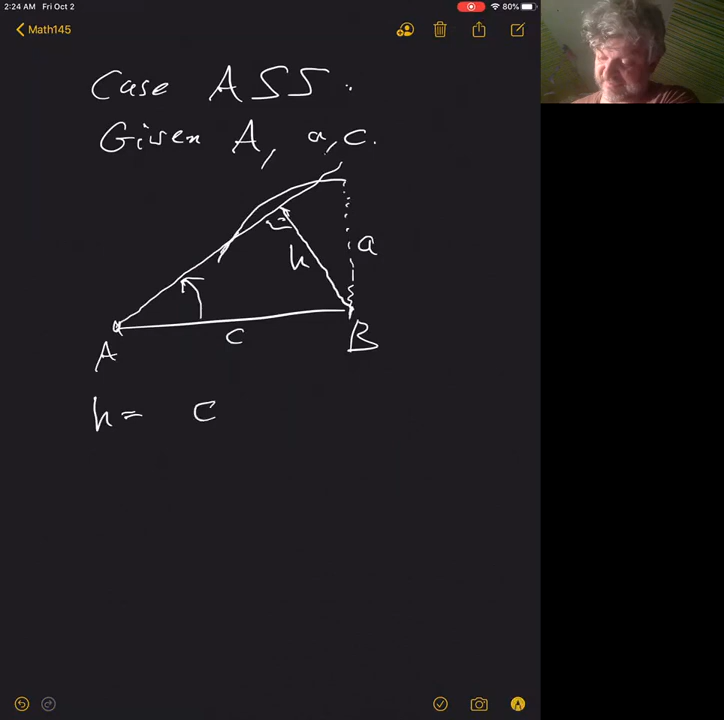 2:24 AM Fri Oct 2
80%
Math145
Case ASS.
Given A, a, c.
a
h
c
A
B
h= c